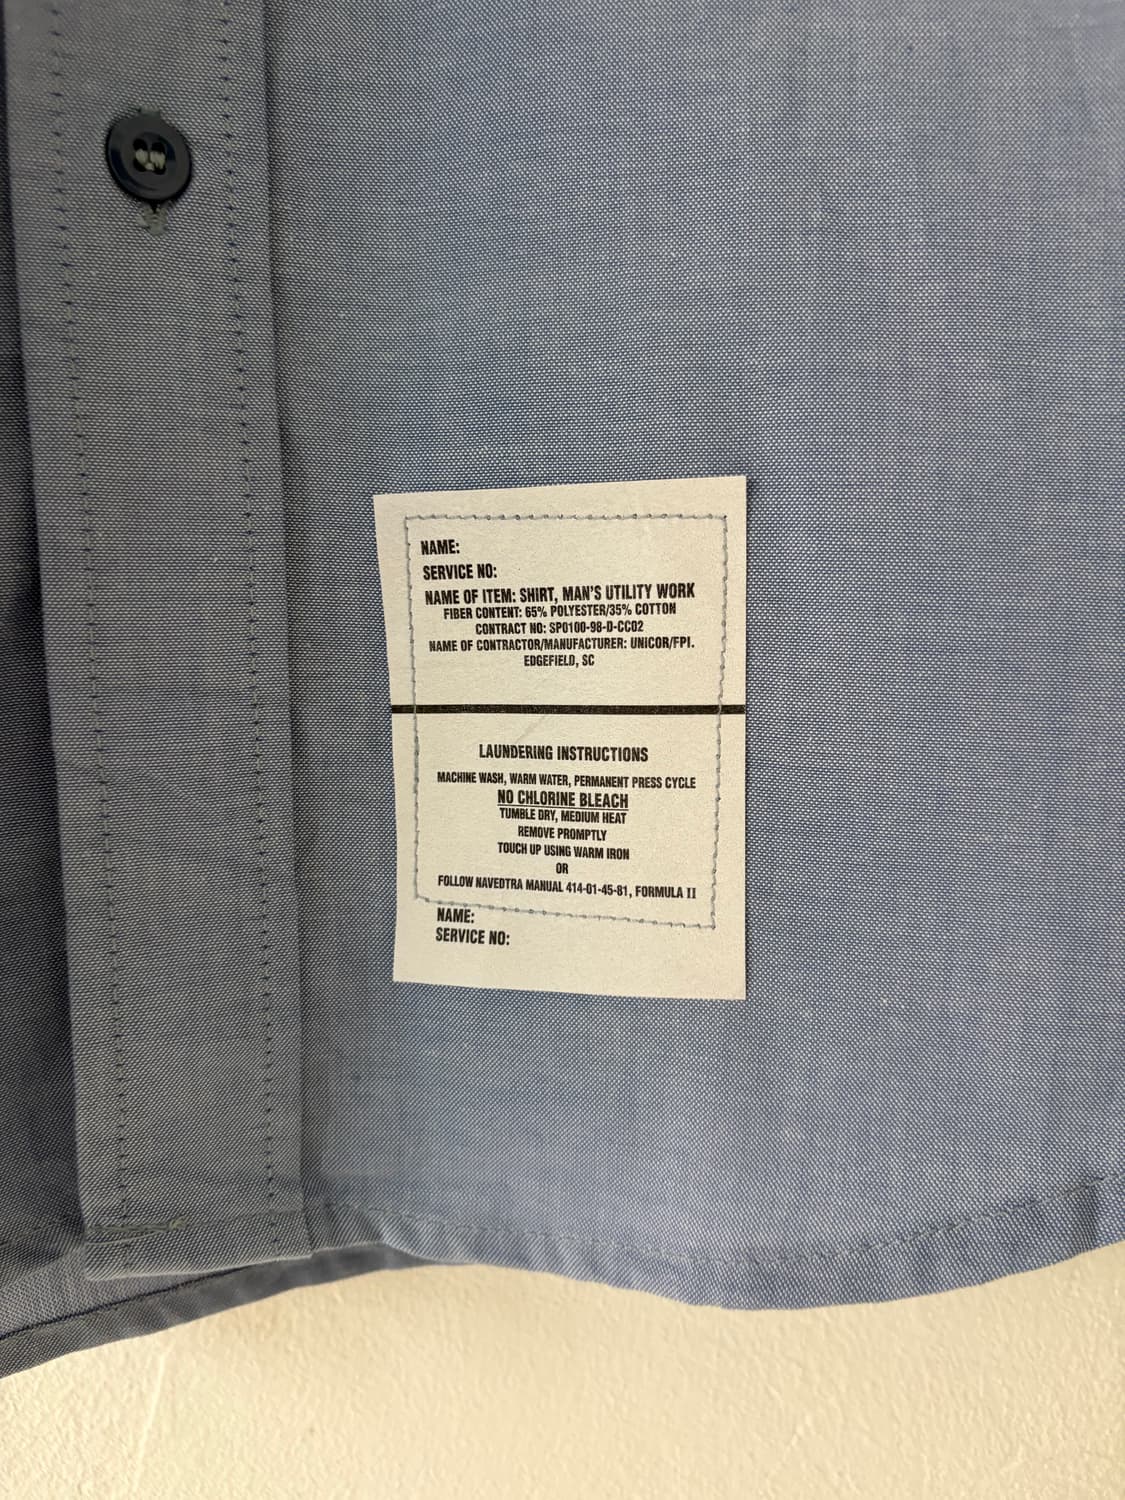 NAME:
SERVICE NO:
NAME OF ITEM: SHIRT, MAN'S UTILITY WORK
FIBER CONTENT: 65% POLYESTER/35% COTTON
CONTRACT NO: SP0100-98-D-CC02
NAME OF CONTRACTOR/MANUFACTURER: UNICOR/FPI.
EDGEFIELD, SC
LAUNDERING INSTRUCTIONS
MACHINE WASH, WARM WATER, PERMANENT PRESS CYCLE
NO CHLORINE BLEACH
TUMBLE DRY, MEDIUM HEAT
REMOVE PROMPTLY
TOUCH UP USING WARM IRON
OR
FOLLOW NAVEDTRA MANUAL 414-01-45-81, FORMULA II
NAME:
SERVICE NO: